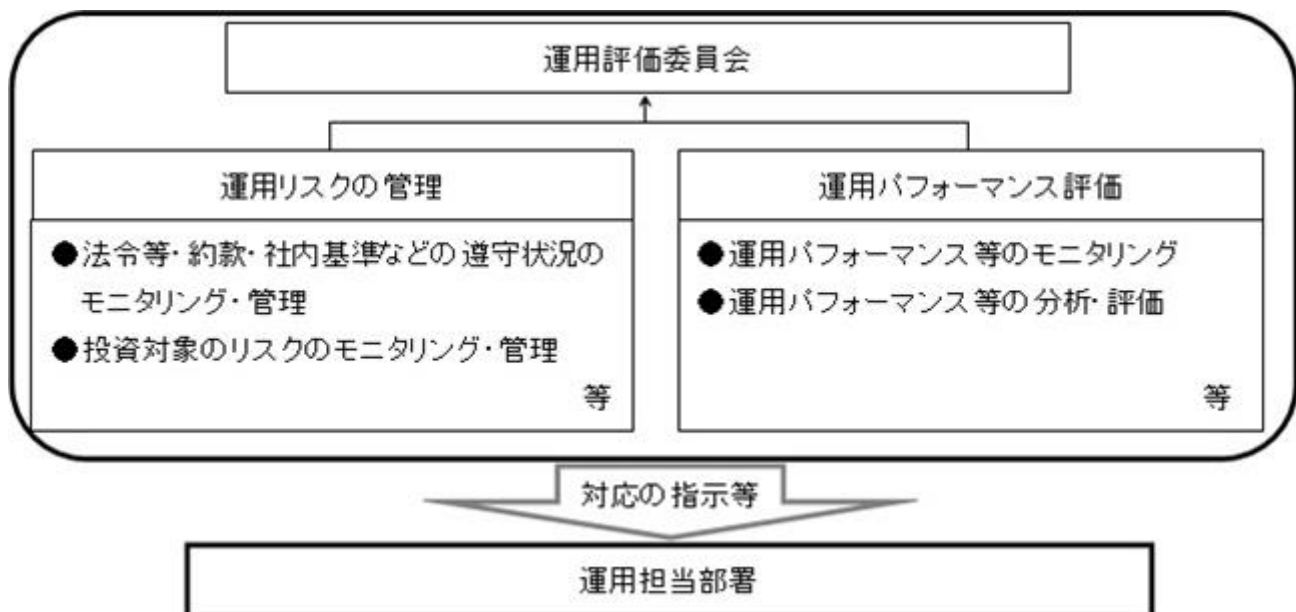 運用評価委員会
運用リスクの管理
●法令等・約款・社内基準などの遵守状況の
モニタリング・管理
●投資対象のリスクのモニタリング・管理
等
運用パフォーマンス評価
●運用パフォーマンス等のモニタリング
●運用パフォーマンス等の分析・評価
等
対応の指示等
運用担当部署